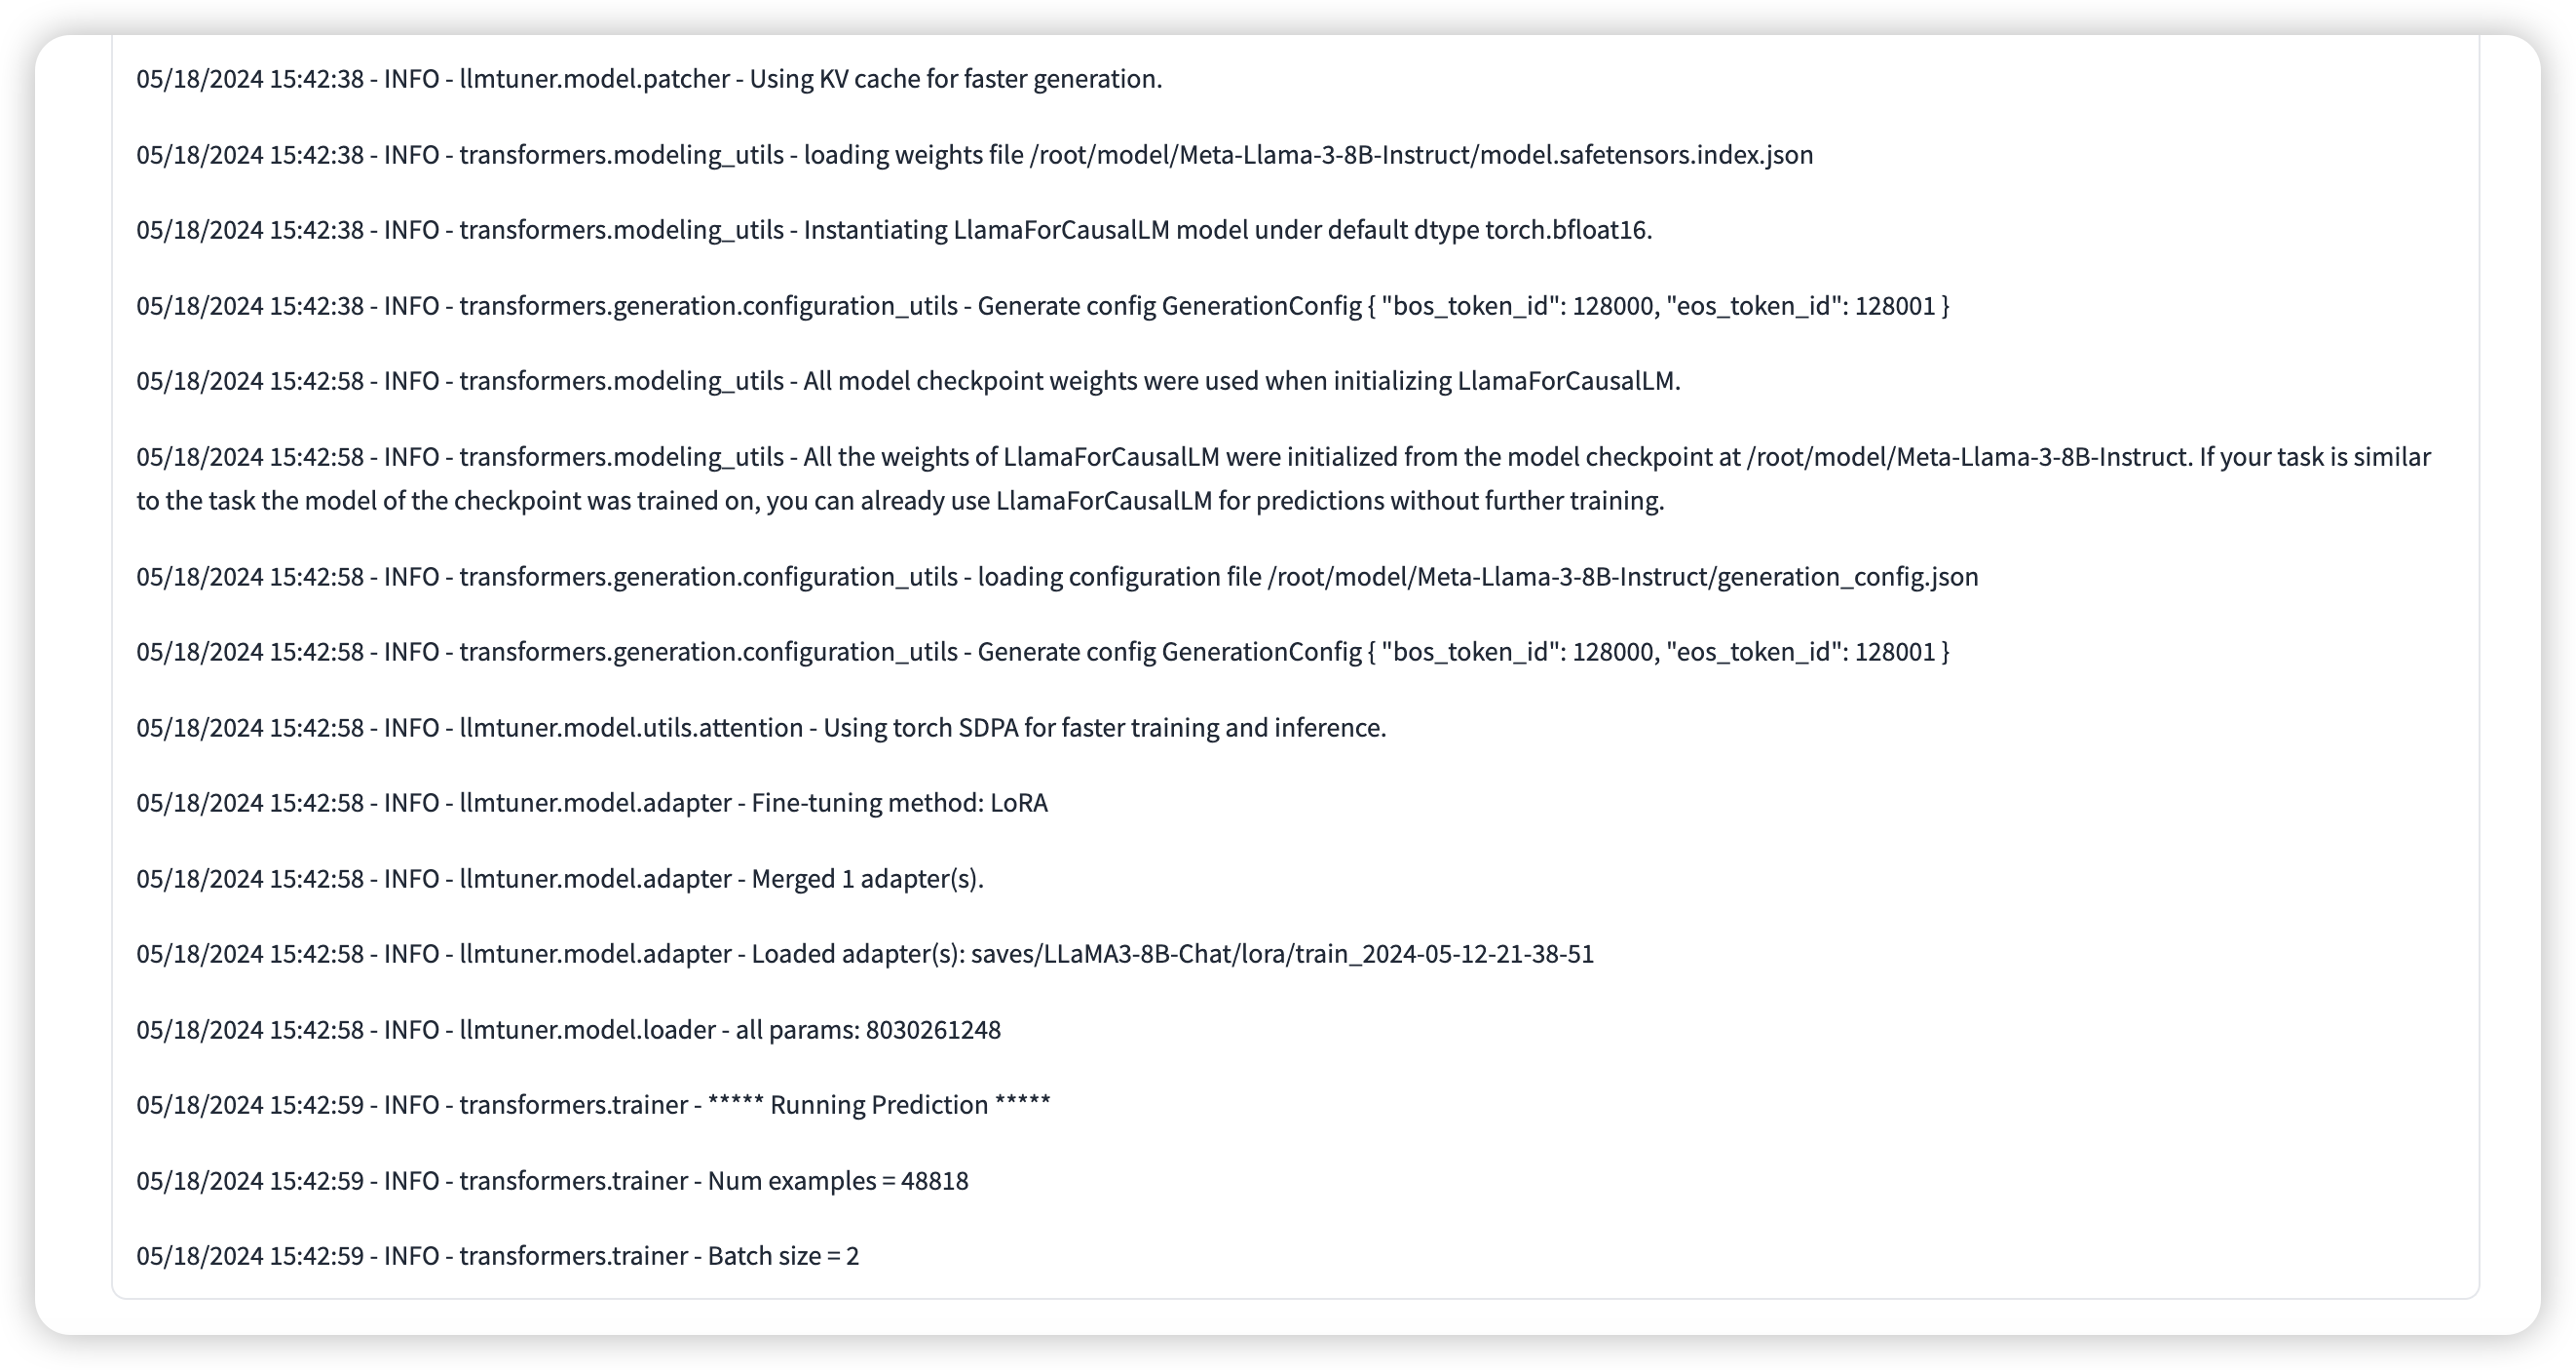 05/18/2024 15:42:38 - INFO - llmtuner.model.patcher - Using KV cache for faster generation.
05/18/2024 15:42:38 - INFO - transformers.modeling_utils - loading weights file /root/model/Meta-Llama-3-8B-Instruct/model.safetensors.index.json
05/18/2024 15:42:38 - INFO - transformers.modeling_utils - Instantiating LlamaForCausalLM model under default dtype torch.bfloat16.
05/18/2024 15:42:38 - INFO - transformers.generation.configuration_utils - Generate config GenerationConfig { "bos_token_id": 128000, "eos_token_id": 128001 }
05/18/2024 15:42:58 - INFO - transformers.modeling_utils - All model checkpoint weights were used when initializing LlamaForCausalLM.
05/18/2024 15:42:58 - INFO - transformers.modeling_utils - All the weights of LlamaForCausalLM were initialized from the model checkpoint at /root/model/Meta-Llama-3-8B-Instruct. If your task is similar
to the task the model of the checkpoint was trained on, you can already use LlamaForCausalLM for predictions without further training.
05/18/2024 15:42:58 - INFO - transformers.generation.configuration_utils - loading configuration file /root/model/Meta-Llama-3-8B-Instruct/generation_config.json
05/18/2024 15:42:58 - INFO - transformers.generation.configuration_utils - Generate config GenerationConfig { "bos_token_id": 128000, "eos_token_id": 128001 }
05/18/2024 15:42:58 - INFO - llmtuner.model.utils.attention - Using torch SDPA for faster training and inference.
05/18/2024 15:42:58 - INFO - llmtuner.model.adapter - Fine-tuning method: LoRA
05/18/2024 15:42:58 - INFO - llmtuner.model.adapter - Merged 1 adapter(s).
05/18/2024 15:42:58 - INFO - llmtuner.model.adapter - Loaded adapter(s): saves/LLaMA3-8B-Chat/lora/train_2024-05-12-21-38-51
05/18/2024 15:42:58 - INFO - llmtuner.model.loader - all params: 8030261248
05/18/2024 15:42:59 - INFO - transformers.trainer - ***** Running Prediction *****
05/18/2024 15:42:59 - INFO - transformers.trainer - Num examples = 48818
05/18/2024 15:42:59 - INFO - transformers.trainer - Batch size = 2